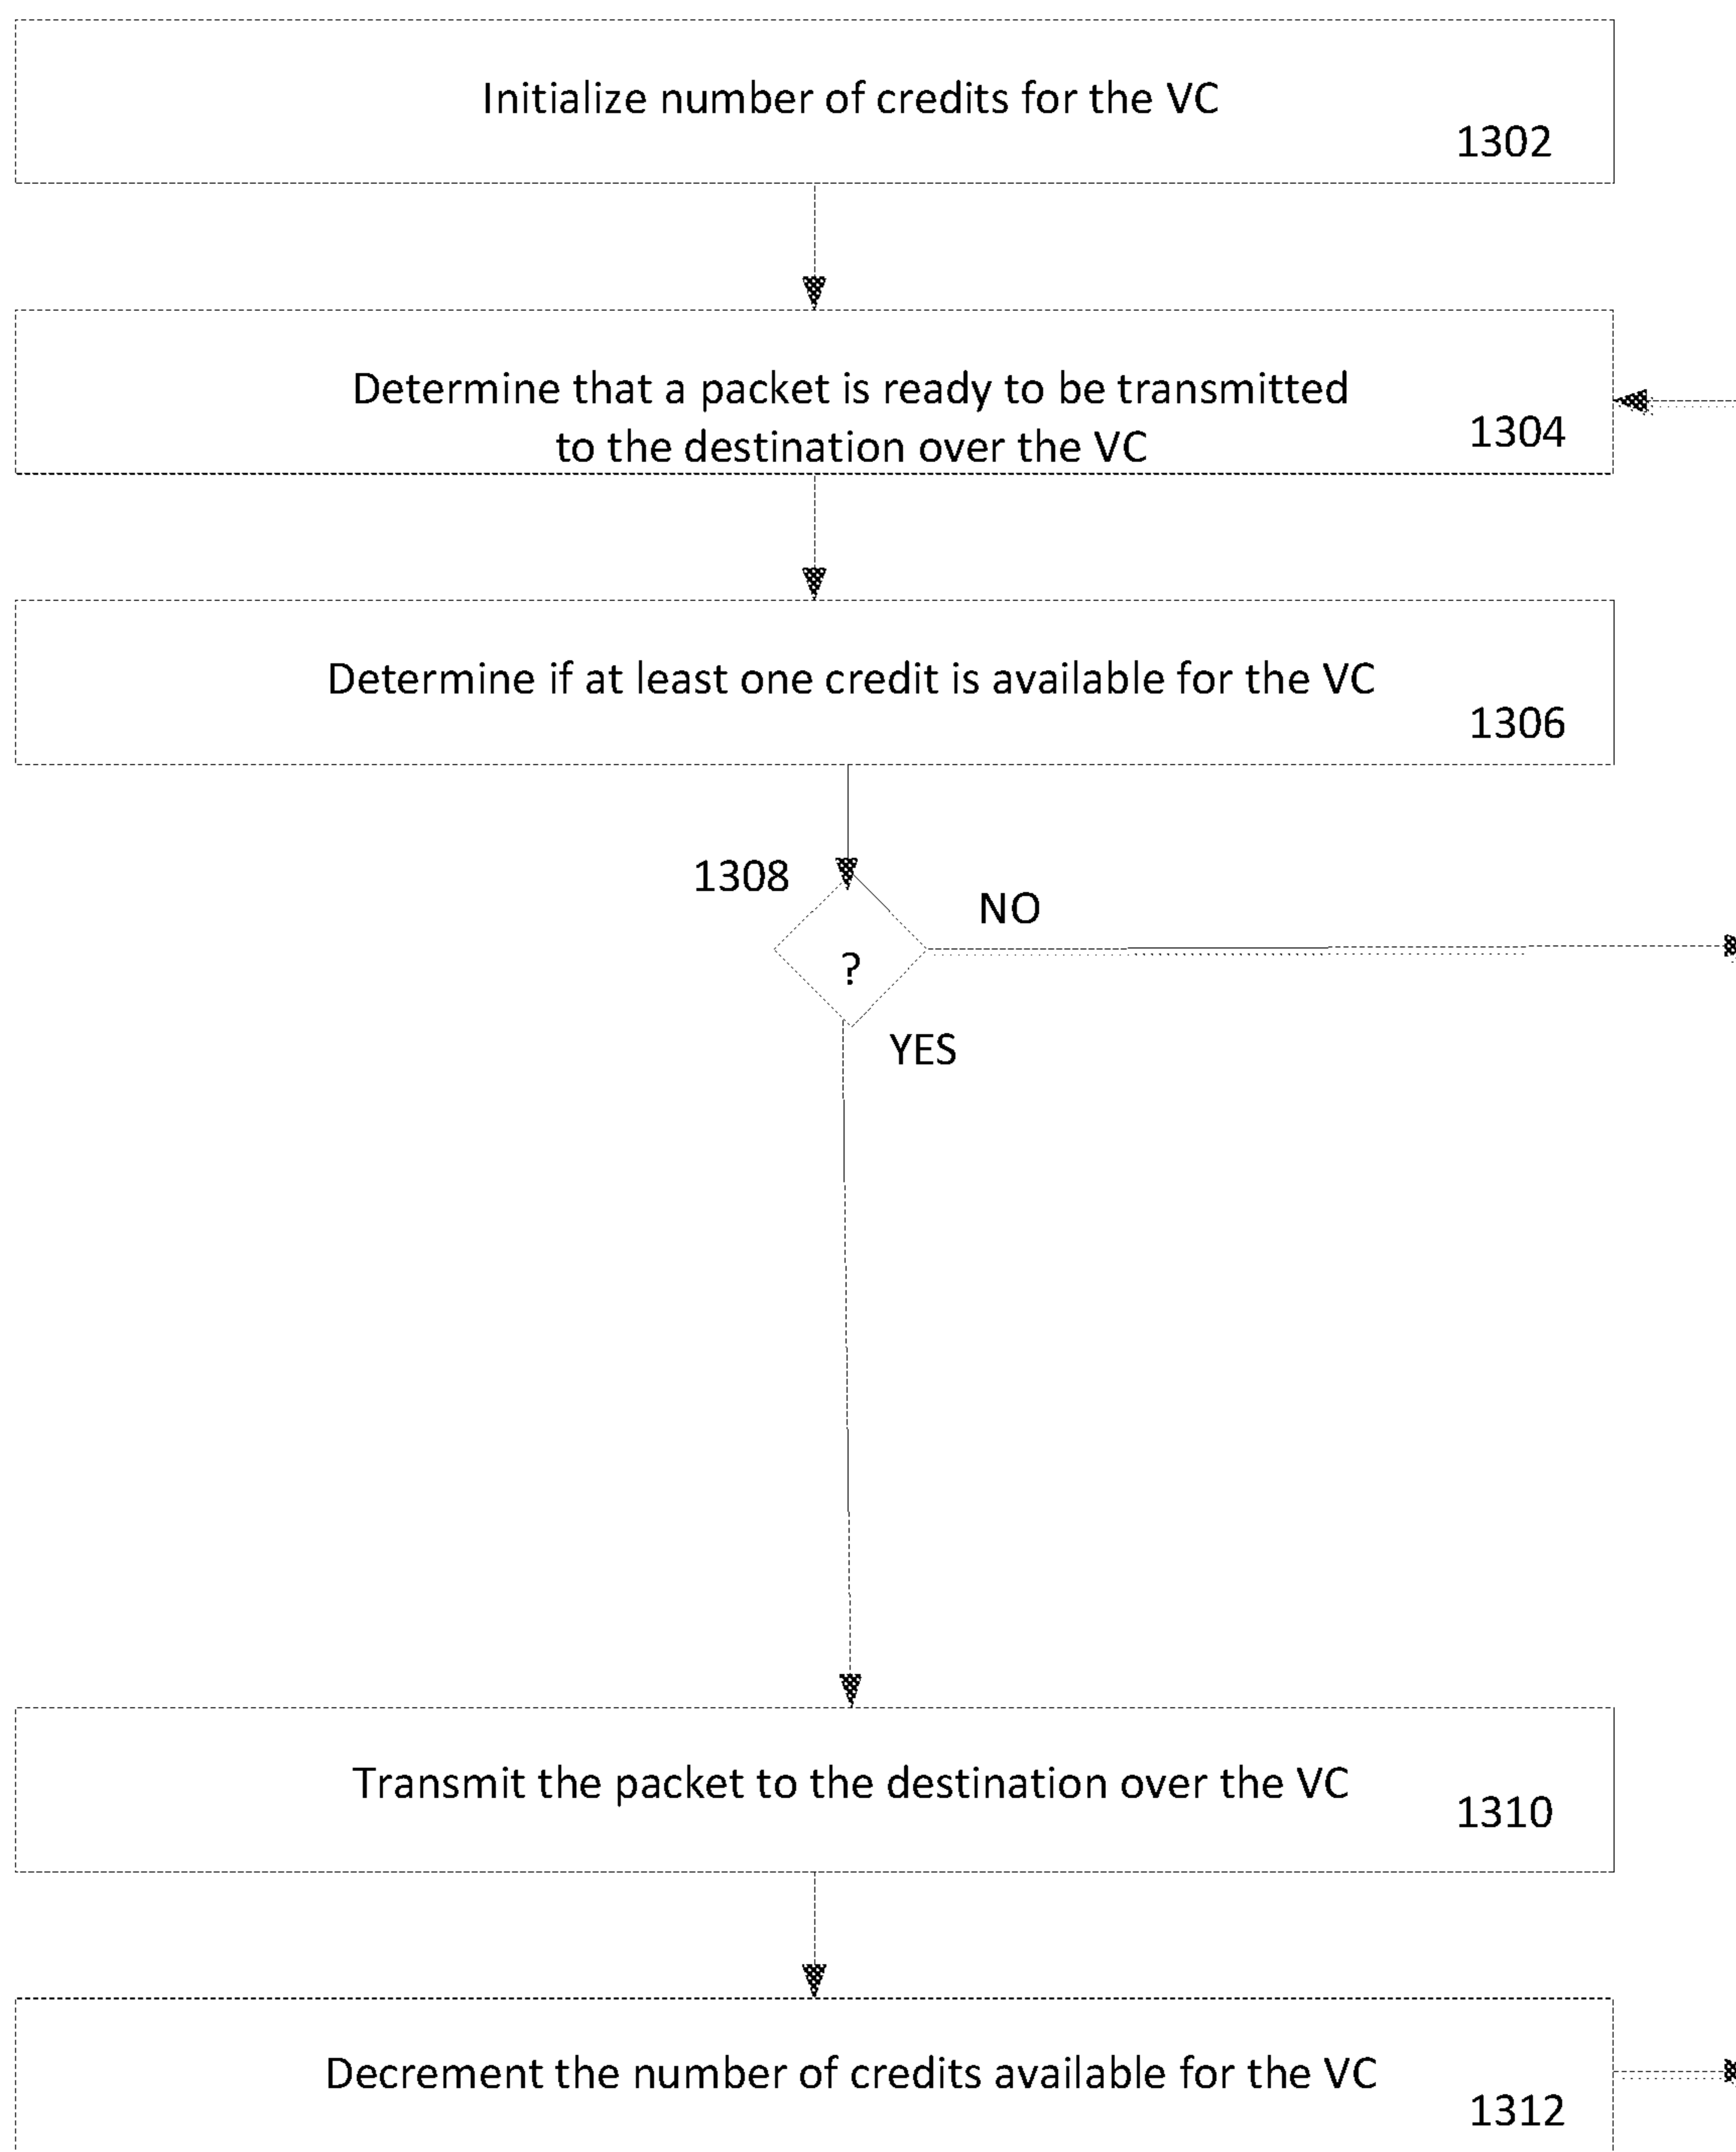 Initialize number of credits for the VC
1302
Determine that a packet is ready to be transmitted
to the destination over the VC
1304
Determine if at least one credit is available for the VC
1306
1308
NO
?
YES
Transmit the packet to the destination over the VC
1310
Decrement the number of credits available for the VC
1312